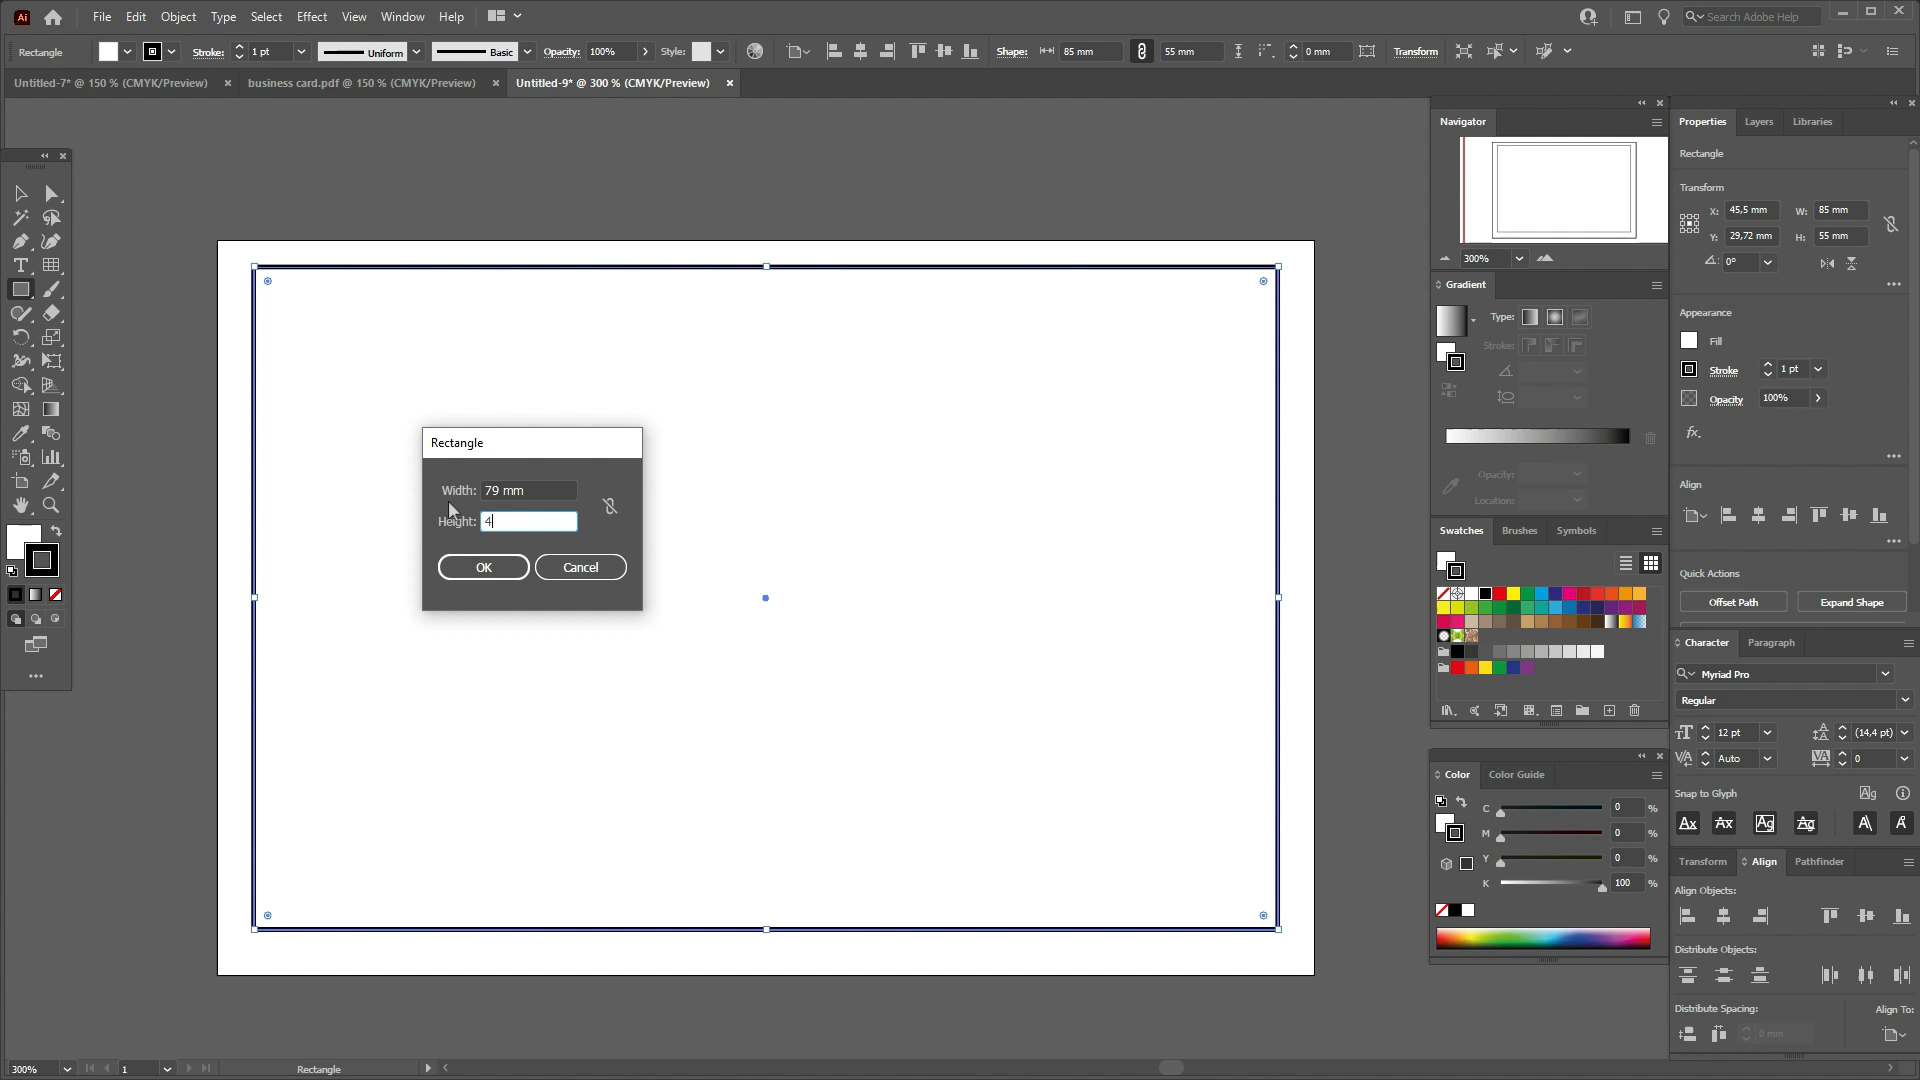 Ai File Edit Object Type Select Effect View Window Help Search Adobe Help
Rectangle Stroke: 1 pt Uniform Basic Opacity: 100% Style: Shape: 85 mm 55 mm 0 mm Transform
Untitled-7* @ 150 % (CMYK/Preview) business card.pdf @ 150 % (CMYK/Preview) Untitled-9* @ 300 % (CMYK/Preview)
Rectangle
Width: 79 mm
Height: 4
OK Cancel
Navigator
300%
Gradient
Type:
Stroke:
Opacity:
Location:
Swatches Brushes Symbols
Color Color Guide
C 0 %
M 0 %
Y 0 %
K 100 %
Properties Layers Libraries
Rectangle
Transform
X: 45,5 mm W: 85 mm
Y: 29,72 mm H: 55 mm
0°
Appearance
Fill
Stroke 1 pt
Opacity 100%
fx.
Align
Quick Actions
Offset Path Expand Shape
Character Paragraph
Myriad Pro
Regular
12 pt (14,4 pt)
Auto 0
Snap to Glyph
Transform Align Pathfinder
Align Objects:
Distribute Objects:
Distribute Spacing: Align To:
0 mm
300% 1 Rectangle